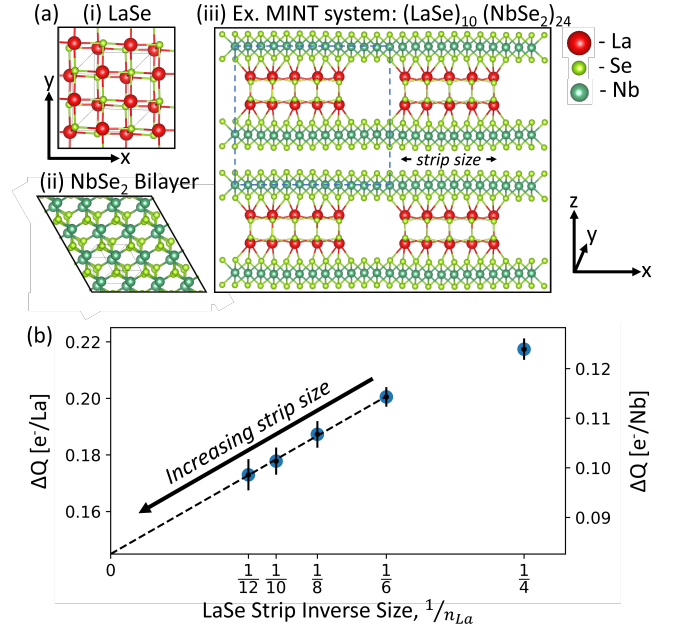 (a) (i) LaSe
(iii) Ex. MINT system: (LaSe)₁₀ (NbSe₂)₂₄
- La
- Se
- Nb
y
x
strip size
(ii) NbSe₂ Bilayer
z
y
x
(b)
0.22
0.20
0.18
0.16
ΔQ [e⁻/La]
Increasing strip size
0.12
0.11
0.10
0.09
ΔQ [e⁻/Nb]
0
1/12
1/10
1/8
1/6
1/4
LaSe Strip Inverse Size, 1/n_La